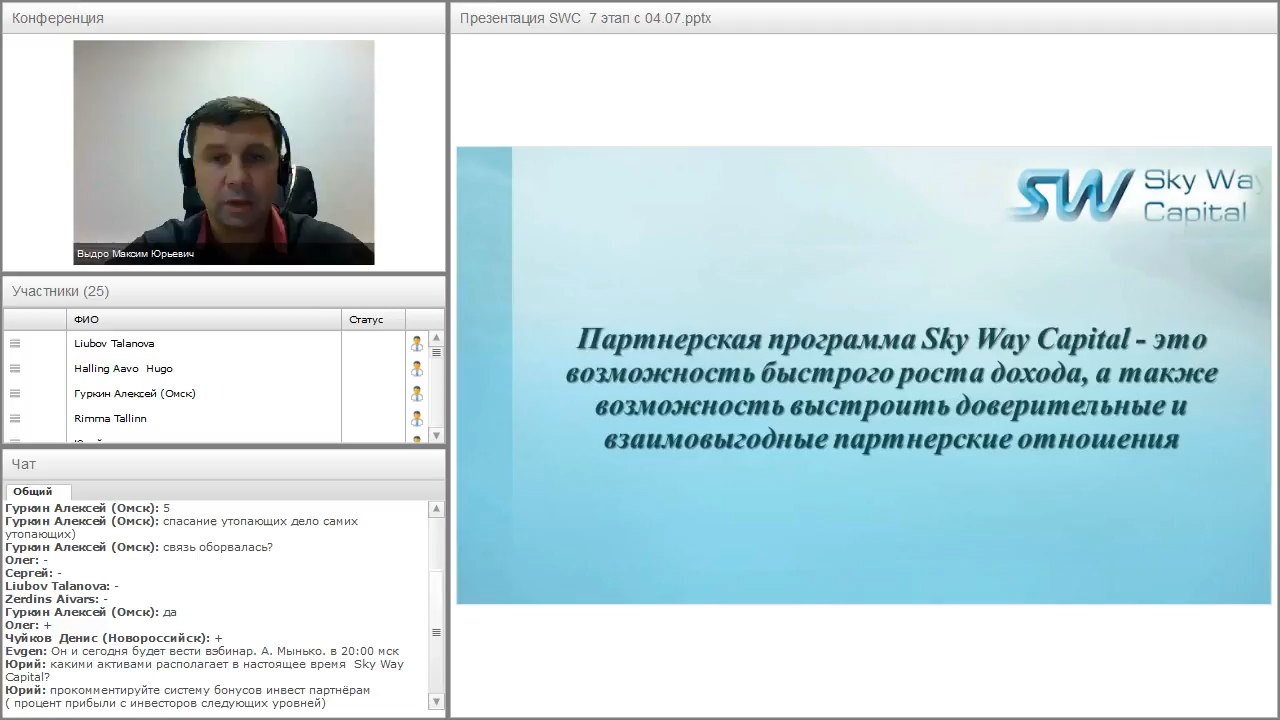 Конференция
Выдро Максим Юрьевич
Участники (25)
ФИО
Статус
Liubov Talanova
Halling Aavo Hugo
Гуркин Алексей (Омск)
Rimma Tallinn
Чат
Общий
Гуркин Алексей (Омск): 5
Гуркин Алексей (Омск): спасание утопающих дело самих
утопающих)
Гуркин Алексей (Омск): связь оборвалась?
Олег: -
Сергей: -
Liubov Talanova: -
Zerdins Aivars: -
Гуркин Алексей (Омск): да
Олег: +
Чуйков Денис (Новороссийск): +
Evgen: Он и сегодня будет вести вэбинар. А. Мынько. в 20:00 мск
Юрий: какими активами располагает в настоящее время Sky Way
Capital?
Юрий: прокомментируйте систему бонусов инвест партнёрам
( процент прибыли с инвесторов следующих уровней)
Презентация SWC 7 этап с 04.07.pptx
SW Sky Way
Capital
Партнерская программа Sky Way Capital - это
возможность быстрого роста дохода, а также
возможность выстроить доверительные и
взаимовыгодные партнерские отношения